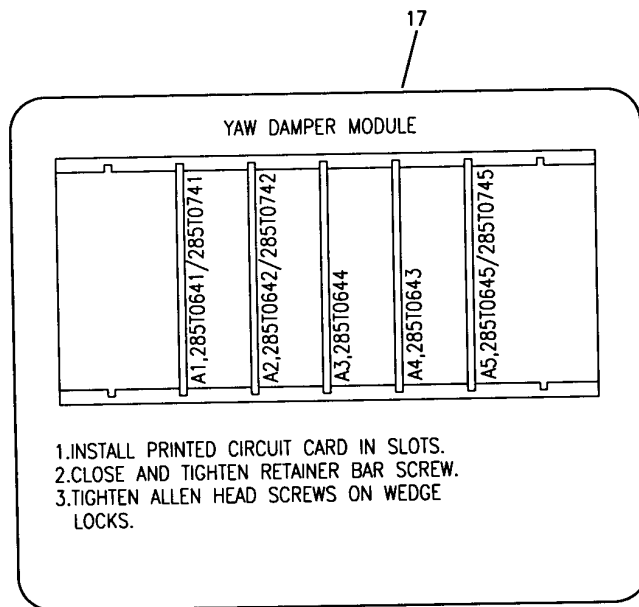 17
YAW DAMPER MODULE
A1,285T0641/285T0741
A2,285T0642/285T0742
A3,285T0644
A4,285T0643
A5,285T0645/285T0745
1.INSTALL PRINTED CIRCUIT CARD IN SLOTS.
2.CLOSE AND TIGHTEN RETAINER BAR SCREW.
3.TIGHTEN ALLEN HEAD SCREWS ON WEDGE
LOCKS.